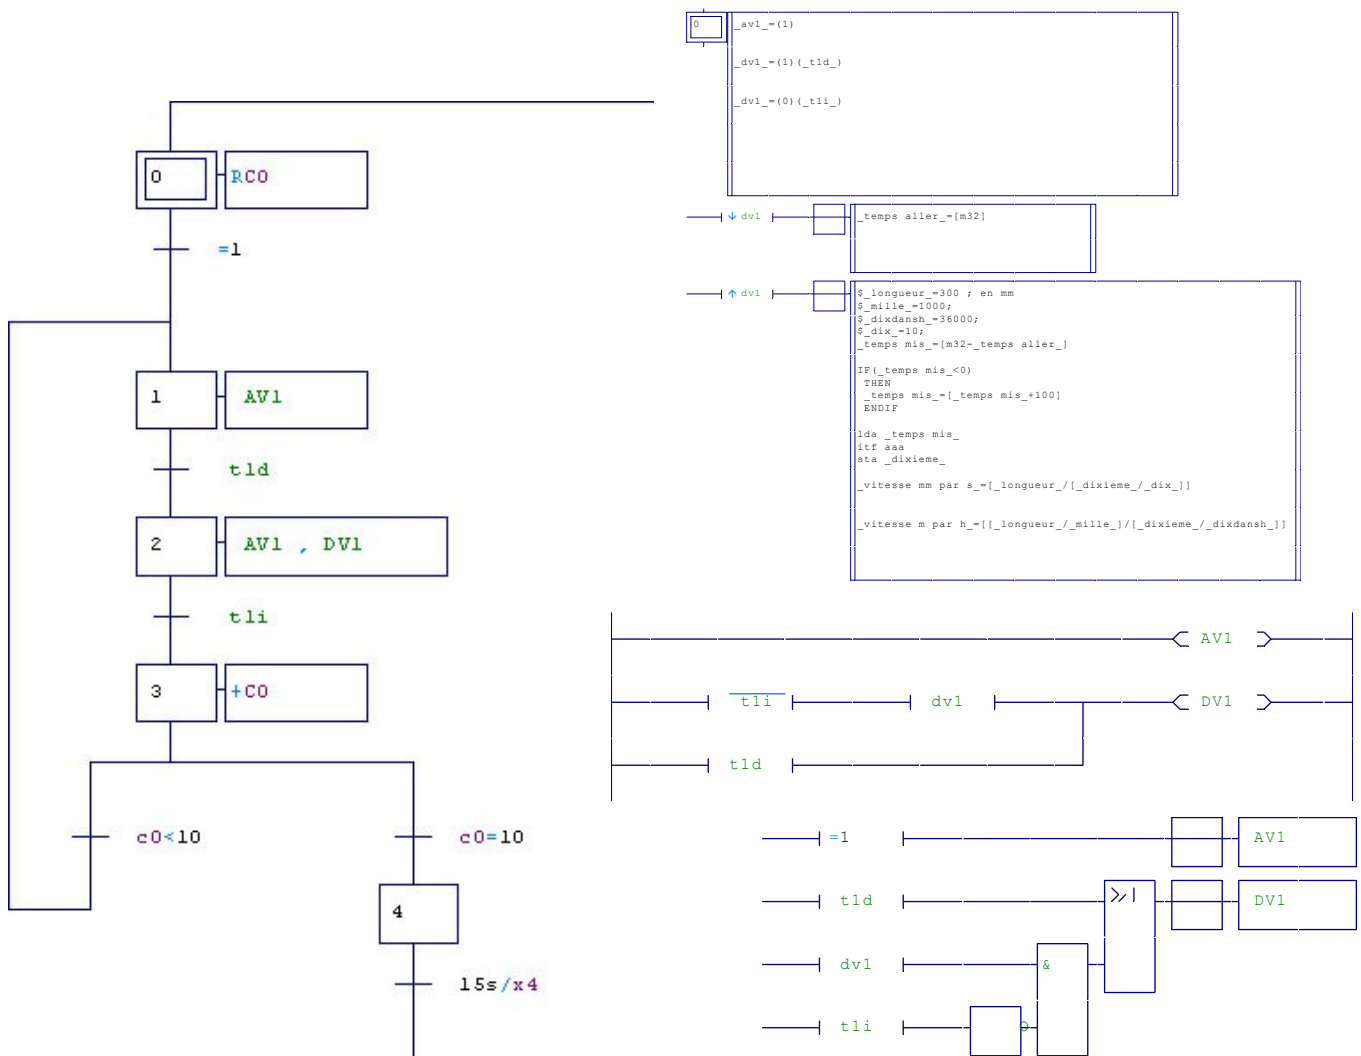 0
RC0
=1
1
AV1
t1d
2
AV1 , DV1
t1i
3
+C0
c0<10
c0=10
4
15s/x4
0
_av1_=(1)
_dv1_=(1)(_t1d_)
_dv1_=(0)(_t1i_)
↓ dv1
_temps aller_=[m32]
↑ dv1
$_longueur_=300 ; en mm
$_mille_=1000;
$_dixdansh_=36000;
$_dix_=10;
_temps mis_=[m32-_temps aller_]
IF(_temps mis_<0)
THEN
_temps mis_=[_temps mis_+100]
ENDIF
lda _temps mis_
itf aaa
sta _dixieme_
_vitesse mm par s_=[_longueur_/[_dixieme_/_dix_]]
_vitesse m par h_=[[_longueur_/_mille_]/[_dixieme_/_dixdansh_]]
AV1
t1i dv1 DV1
t1d
=1 AV1
t1d ≥1 DV1
dv1 &
t1i